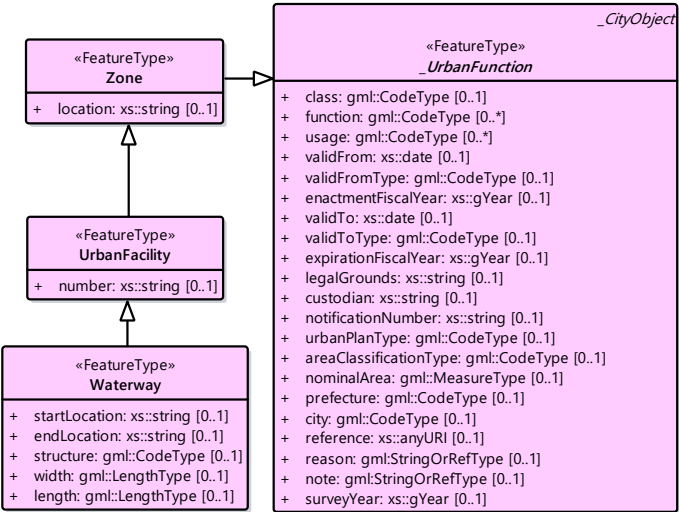 «FeatureType»
Zone
+ location: xs::string [0..1]
«FeatureType»
UrbanFacility
+ number: xs::string [0..1]
«FeatureType»
Waterway
+ startLocation: xs::string [0..1]
+ endLocation: xs::string [0..1]
+ structure: gml::CodeType [0..1]
+ width: gml::LengthType [0..1]
+ length: gml::LengthType [0..1]
_CityObject
«FeatureType»
_UrbanFunction
+ class: gml::CodeType [0..1]
+ function: gml::CodeType [0..*]
+ usage: gml::CodeType [0..*]
+ validFrom: xs::date [0..1]
+ validFromType: gml::CodeType [0..1]
+ enactmentFiscalYear: xs::gYear [0..1]
+ validTo: xs::date [0..1]
+ validToType: gml::CodeType [0..1]
+ expirationFiscalYear: xs::gYear [0..1]
+ legalGrounds: xs::string [0..1]
+ custodian: xs::string [0..1]
+ notificationNumber: xs::string [0..1]
+ urbanPlanType: gml::CodeType [0..1]
+ areaClassificationType: gml::CodeType [0..1]
+ nominalArea: gml::MeasureType [0..1]
+ prefecture: gml::CodeType [0..1]
+ city: gml::CodeType [0..1]
+ reference: xs::anyURI [0..1]
+ reason: gml:StringOrRefType [0..1]
+ note: gml:StringOrRefType [0..1]
+ surveyYear: xs::gYear [0..1]